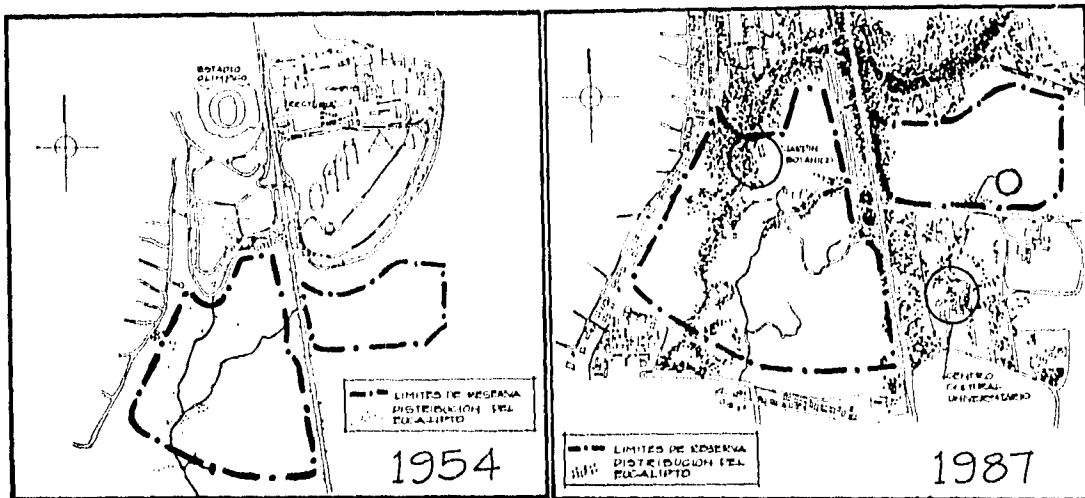 ESTADIO
OLIMPICO
RECTORIA
LIMITES DE RESERVA
DISTRIBUCIÓN DEL
EUCALIPTO
1954
JARDIN
BOTANICO
CENTRO
CULTURAL
UNIVERSITARIO
LIMITES DE RESERVA
DISTRIBUCION DEL
EUCALIPTO
1987